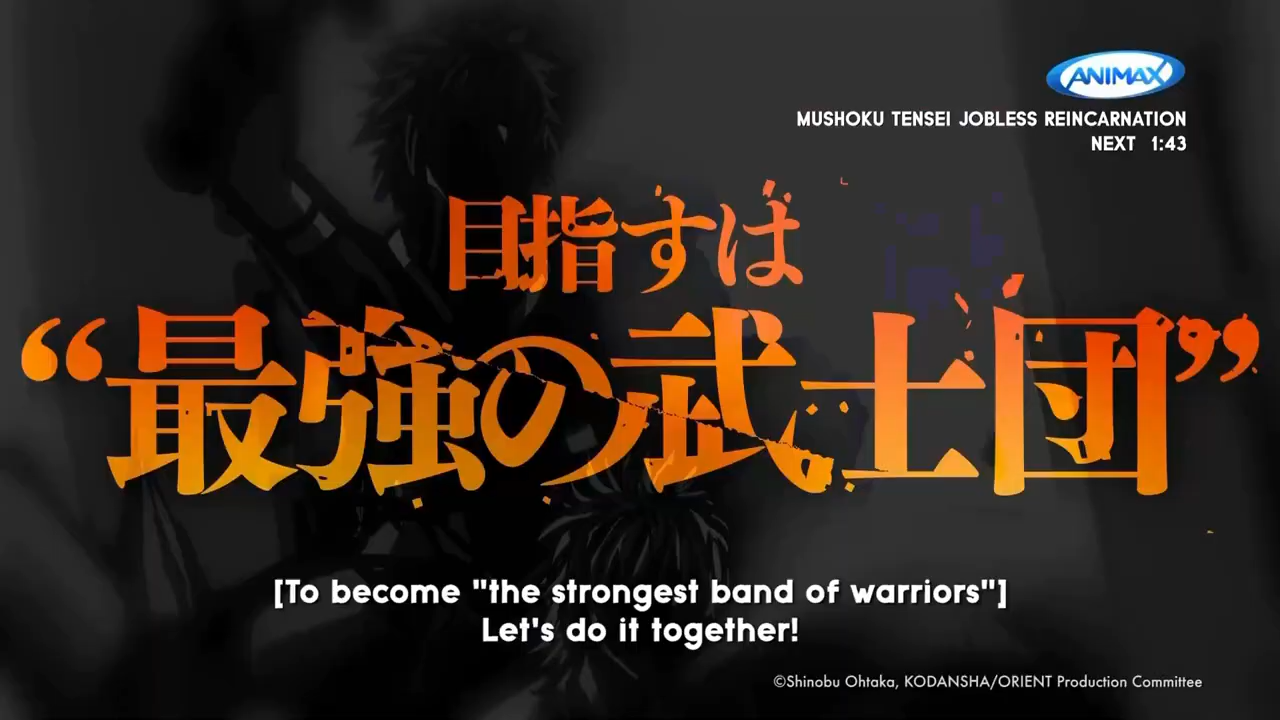 ANIMAX
MUSHOKU TENSEI JOBLESS REINCARNATION
NEXT 1:43
目指すは
“最強の武士団”
[To become "the strongest band of warriors"]
Let's do it together!
©Shinobu Ohtaka, KODANSHA/ORIENT Production Committee